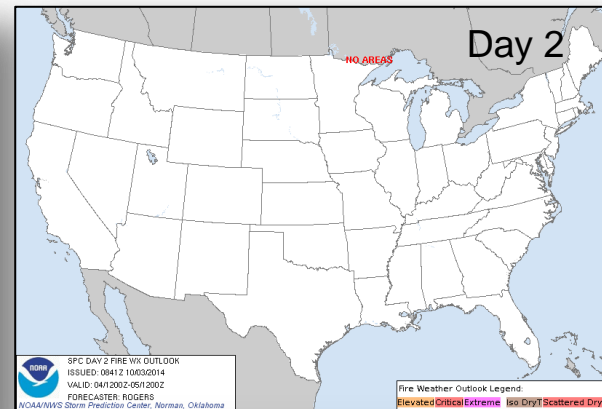 Day 2
NO AREAS
NOAA
SPC DAY 2 FIRE WX OUTLOOK
ISSUED: 0841Z 10/03/2014
VALID: 04/1200Z-05/1200Z
FORECASTER: ROGERS
NOAA/NWS Storm Prediction Center, Norman, Oklahoma
Fire Weather Outlook Legend:
Elevated Critical Extreme Iso DryT Scattered Dry